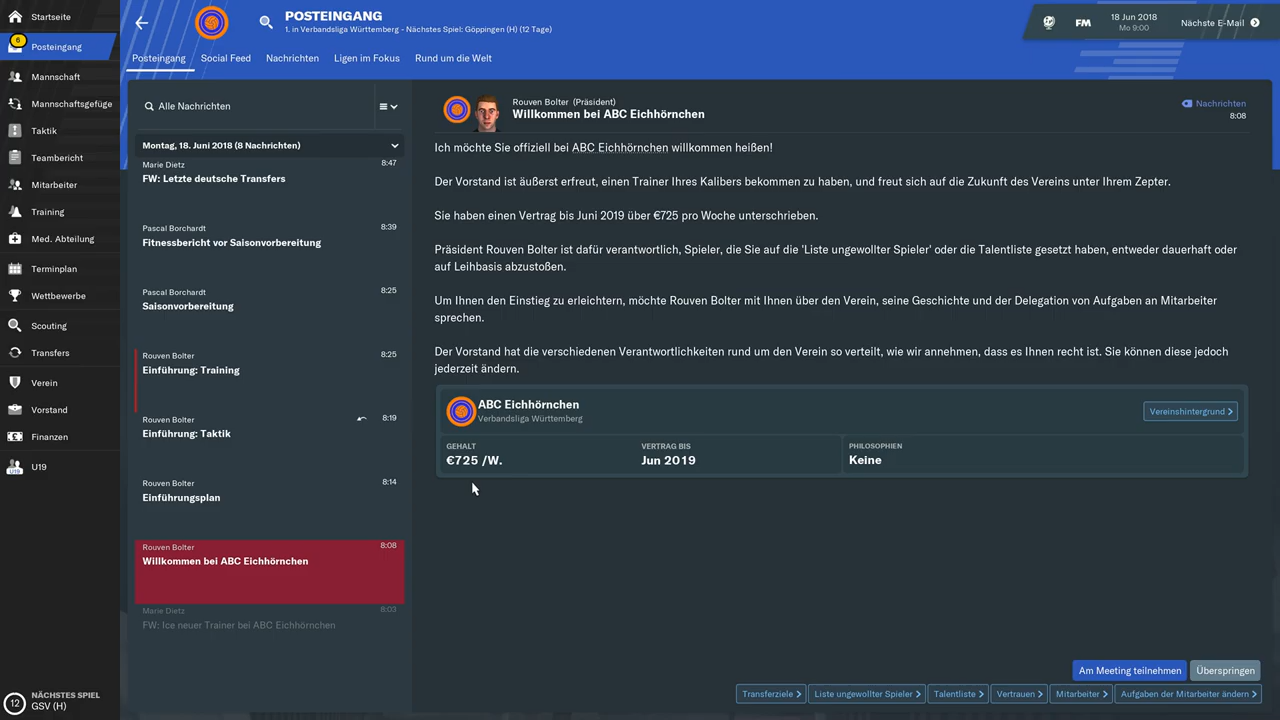 Startseite
6
Posteingang
Mannschaft
Mannschaftsgefüge
Taktik
Teambericht
Mitarbeiter
Training
Med. Abteilung
Terminplan
Wettbewerbe
Scouting
Transfers
Verein
Vorstand
Finanzen
U19
U19
12
NÄCHSTES SPIEL
GSV (H)
POSTEINGANG
1. in Verbandsliga Württemberg - Nächstes Spiel: Göppingen (H) (12 Tage)
FM
18 Jun 2018
Mo 9:00
Nächste E-Mail
Posteingang
Social Feed
Nachrichten
Ligen im Fokus
Rund um die Welt
Alle Nachrichten
Montag, 18. Juni 2018 (8 Nachrichten)
Marie Dietz 8:47
FW: Letzte deutsche Transfers
Pascal Borchardt 8:39
Fitnessbericht vor Saisonvorbereitung
Pascal Borchardt 8:25
Saisonvorbereitung
Rouven Bolter 8:25
Einführung: Training
Rouven Bolter 8:19
Einführung: Taktik
Rouven Bolter 8:14
Einführungsplan
Rouven Bolter 8:08
Willkommen bei ABC Eichhörnchen
Marie Dietz 8:03
FW: Ice neuer Trainer bei ABC Eichhörnchen
Rouven Bolter (Präsident)
Willkommen bei ABC Eichhörnchen
Nachrichten
8:08
Ich möchte Sie offiziell bei ABC Eichhörnchen willkommen heißen!
Der Vorstand ist äußerst erfreut, einen Trainer Ihres Kalibers bekommen zu haben, und freut sich auf die Zukunft des Vereins unter Ihrem Zepter.
Sie haben einen Vertrag bis Juni 2019 über €725 pro Woche unterschrieben.
Präsident Rouven Bolter ist dafür verantwortlich, Spieler, die Sie auf die 'Liste ungewollter Spieler' oder die Talentliste gesetzt haben, entweder dauerhaft oder
auf Leihbasis abzustoßen.
Um Ihnen den Einstieg zu erleichtern, möchte Rouven Bolter mit Ihnen über den Verein, seine Geschichte und der Delegation von Aufgaben an Mitarbeiter
sprechen.
Der Vorstand hat die verschiedenen Verantwortlichkeiten rund um den Verein so verteilt, wie wir annehmen, dass es Ihnen recht ist. Sie können diese jedoch
jederzeit ändern.
ABC Eichhörnchen
Verbandsliga Württemberg
Vereinshintergrund
GEHALT
€725 /W.
VERTRAG BIS
Jun 2019
PHILOSOPHIEN
Keine
Am Meeting teilnehmen
Überspringen
Transferziele
Liste ungewollter Spieler
Talentliste
Vertrauen
Mitarbeiter
Aufgaben der Mitarbeiter ändern